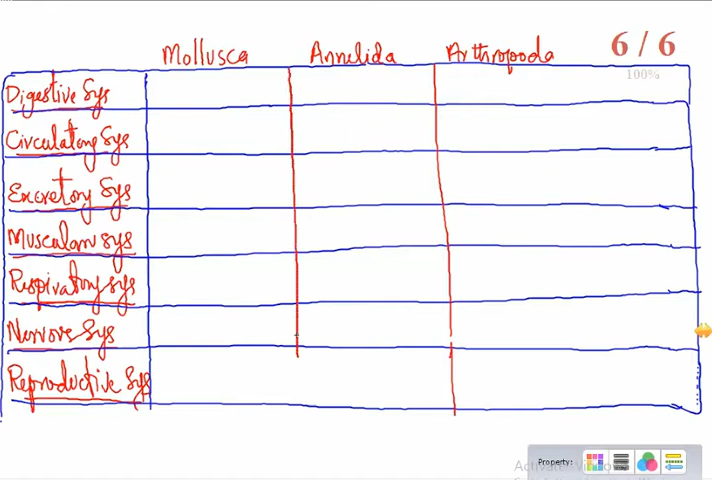 Mollusca Annelida Arthropoda
6 / 6
100%
Digestive Sys
Circulatory Sys
Excretory Sys
Muscular sys
Respiratory sys
Nervous Sys
Reproductive Sys
Property: